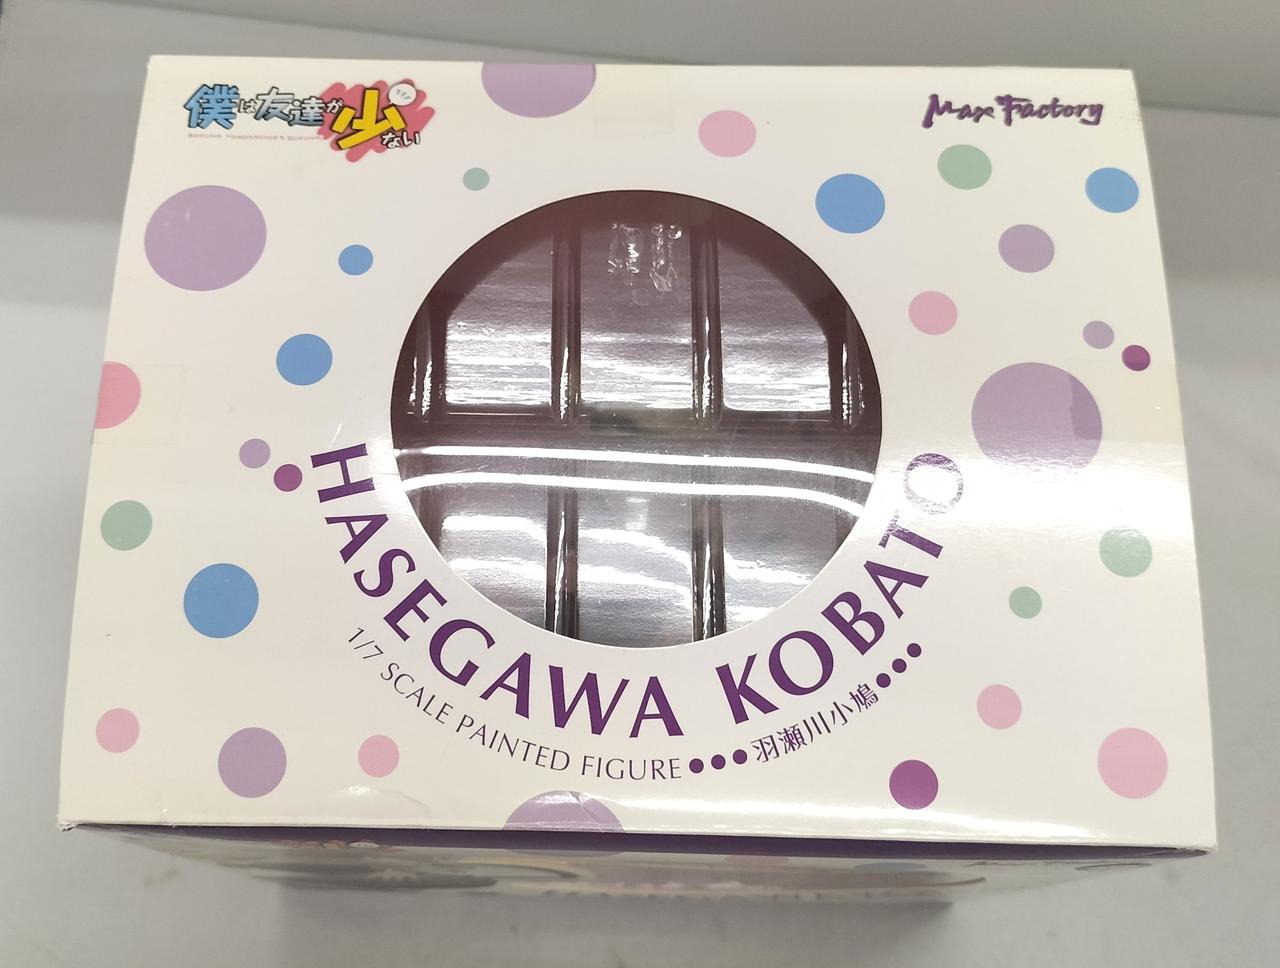 僕は友達が少ない
BOKUHA TOMODACHIGA SUKUNAI
Max Factory
HASEGAWA KOBATO
1/7 SCALE PAINTED FIGURE●●●羽瀬川小鳩●●●